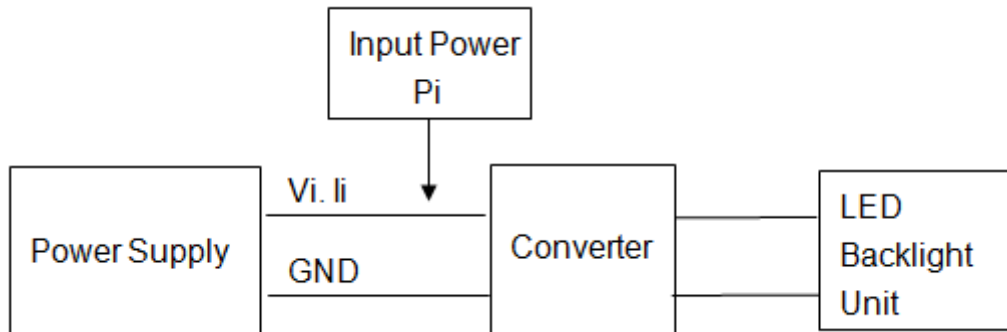 Input Power
Pi
Vi. Ii
Power Supply
GND
Converter
LED
Backlight
Unit